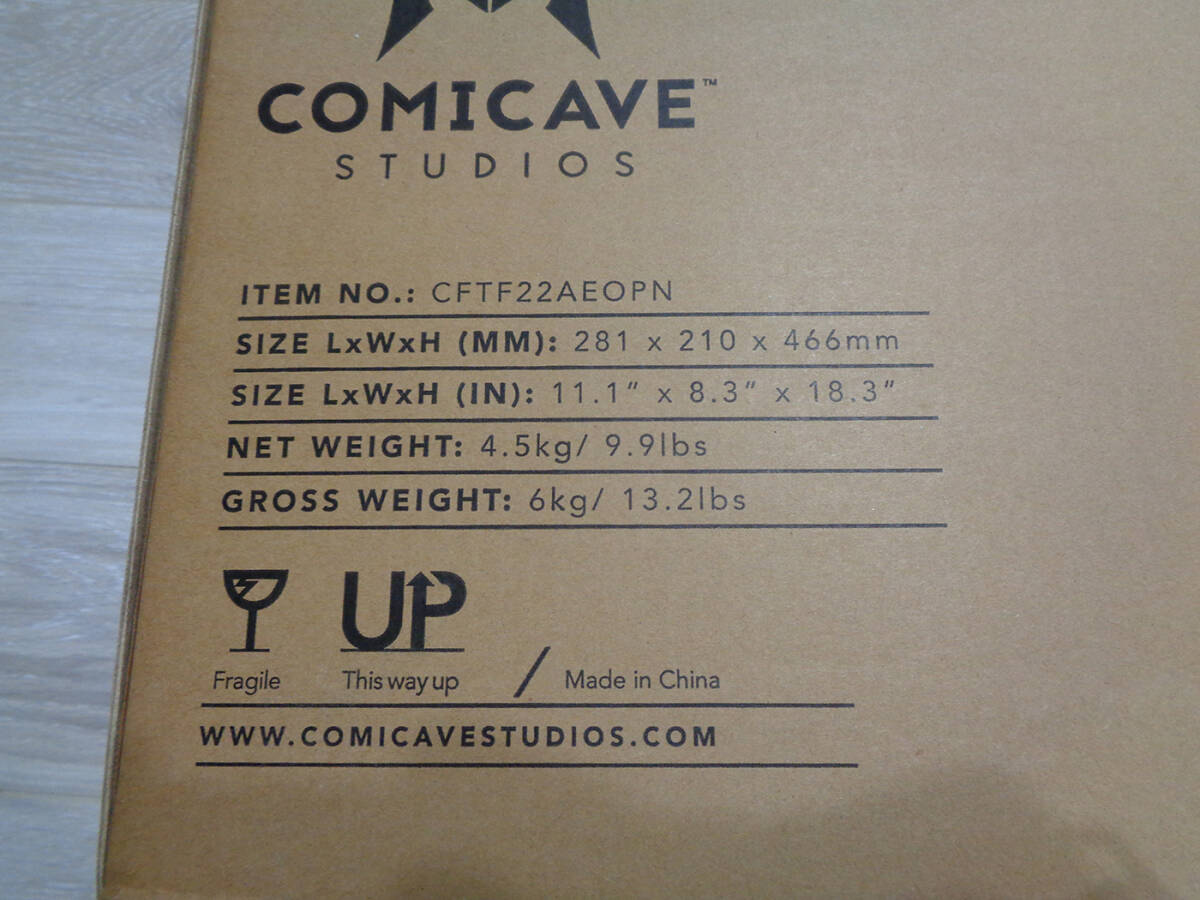 COMICAVE™
STUDIOS
ITEM NO.: CFTF22AEOPN
SIZE LxWxH (MM): 281 x 210 x 466mm
SIZE LxWxH (IN): 11.1" x 8.3" x 18.3"
NET WEIGHT: 4.5kg/ 9.9lbs
GROSS WEIGHT: 6kg/ 13.2lbs
UP
Fragile This way up / Made in China
WWW.COMICAVESTUDIOS.COM